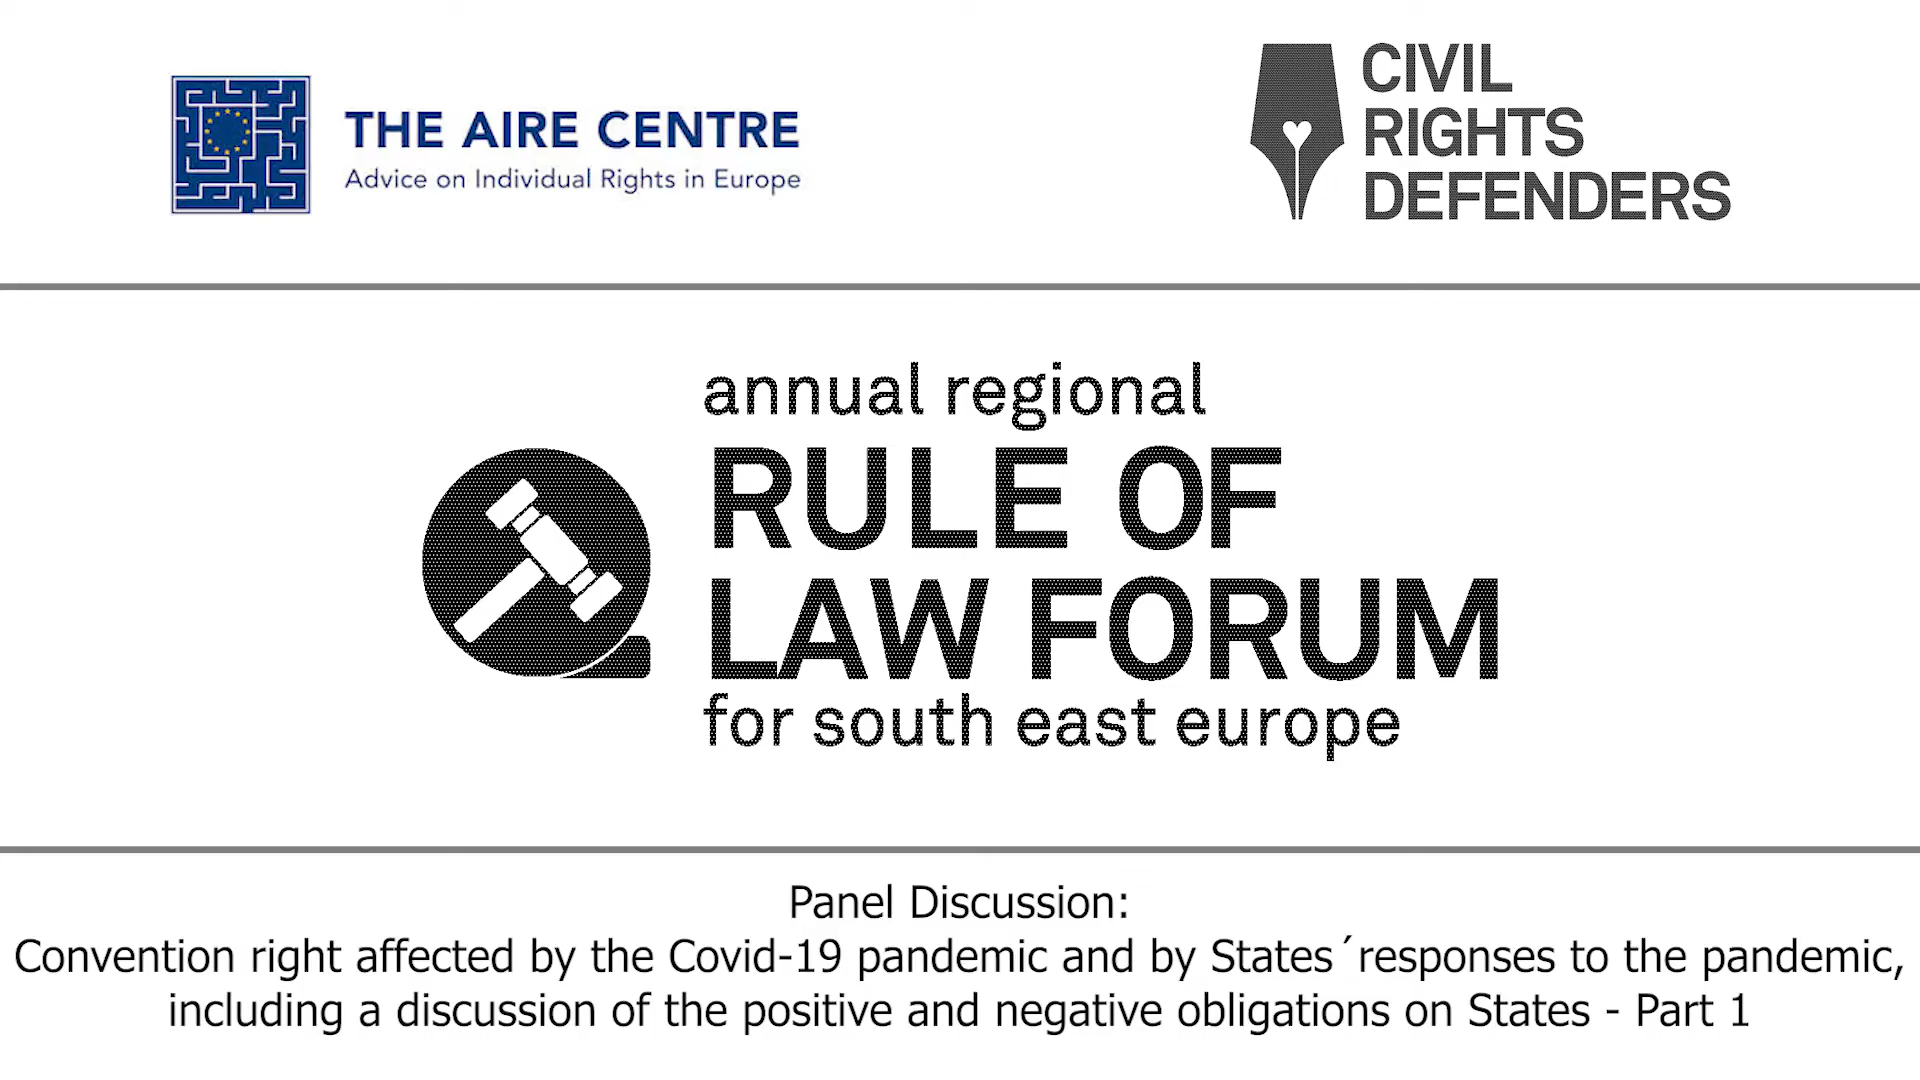 THE AIRE CENTRE
Advice on Individual Rights in Europe
CIVIL
RIGHTS
DEFENDERS
annual regional
RULE OF
LAW FORUM
for south east europe
Panel Discussion:
Convention right affected by the Covid-19 pandemic and by States´responses to the pandemic,
including a discussion of the positive and negative obligations on States - Part 1